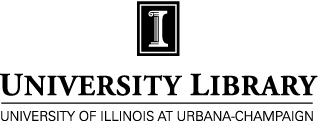 I
UNIVERSITY LIBRARY
UNIVERSITY OF ILLINOIS AT URBANA-CHAMPAIGN